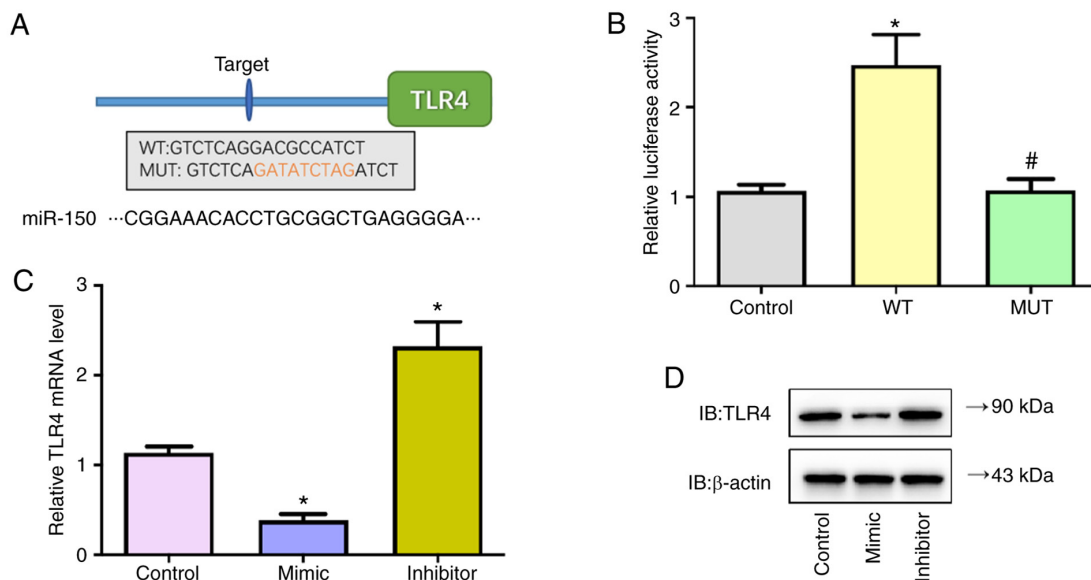 A
Target
TLR4
WT:GTCTCAGGACGCCATCT
MUT: GTCTCAGATATCTAGATCT
miR-150 ···CGGAAACACCTGCGGCTGAGGGGA···
B
Relative luciferase activity
3
2
1
0
*
#
Control WT MUT
C
Relative TLR4 mRNA level
3
2
1
0
*
*
Control Mimic Inhibitor
D
IB:TLR4 →90 kDa
IB:β-actin →43 kDa
Control
Mimic
Inhibitor